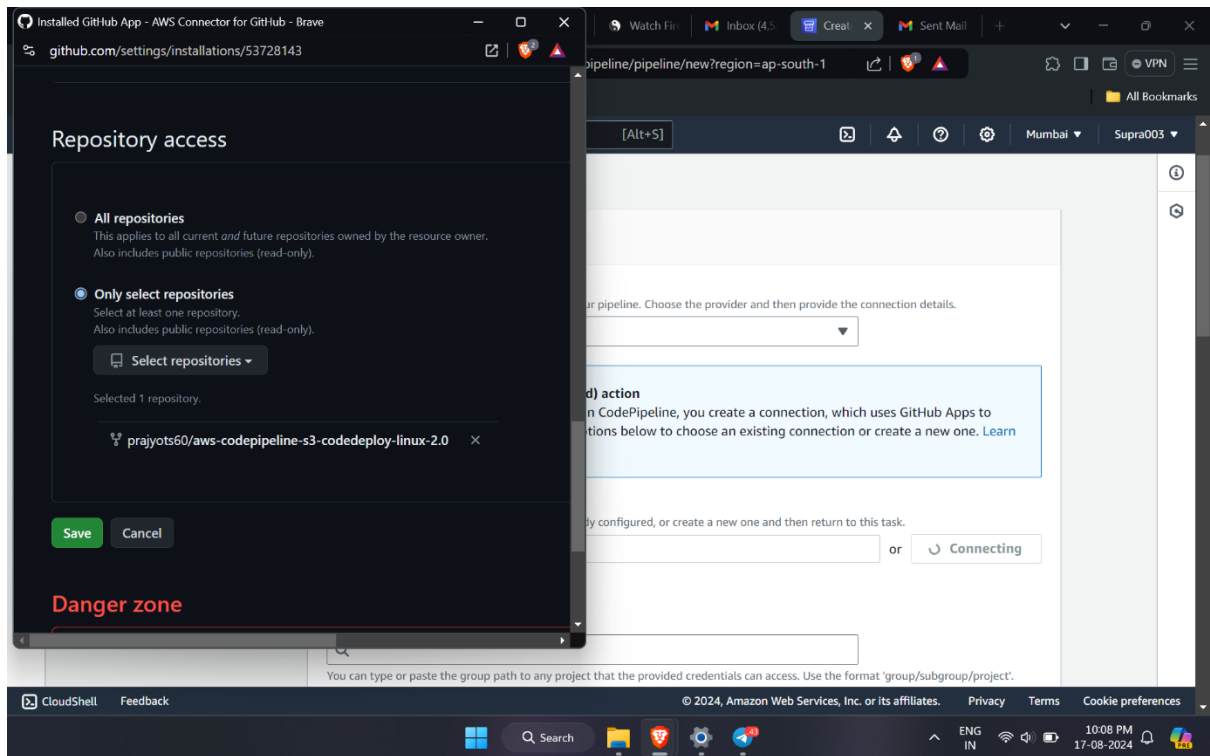 Installed GitHub App - AWS Connector for GitHub - Brave
github.com/settings/installations/53728143
2
Repository access
All repositories
This applies to all current and future repositories owned by the resource owner.
Also includes public repositories (read-only).
Only select repositories
Select at least one repository.
Also includes public repositories (read-only).
Select repositories
Selected 1 repository.
prajyots60/aws-codepipeline-s3-codedeploy-linux-2.0
Save
Cancel
Danger zone
Watch Fir
Inbox (4,5
Creat
Sent Mail
ipeline/pipeline/new?region=ap-south-1
1
VPN
All Bookmarks
[Alt+S]
Mumbai
Supra003
ur pipeline. Choose the provider and then provide the connection details.
d) action
n CodePipeline, you create a connection, which uses GitHub Apps to
tions below to choose an existing connection or create a new one. Learn
dy configured, or create a new one and then return to this task.
or
Connecting
You can type or paste the group path to any project that the provided credentials can access. Use the format 'group/subgroup/project'.
CloudShell
Feedback
© 2024, Amazon Web Services, Inc. or its affiliates.
Privacy
Terms
Cookie preferences
Search
43
ENG
IN
10:08 PM
17-08-2024
PRE